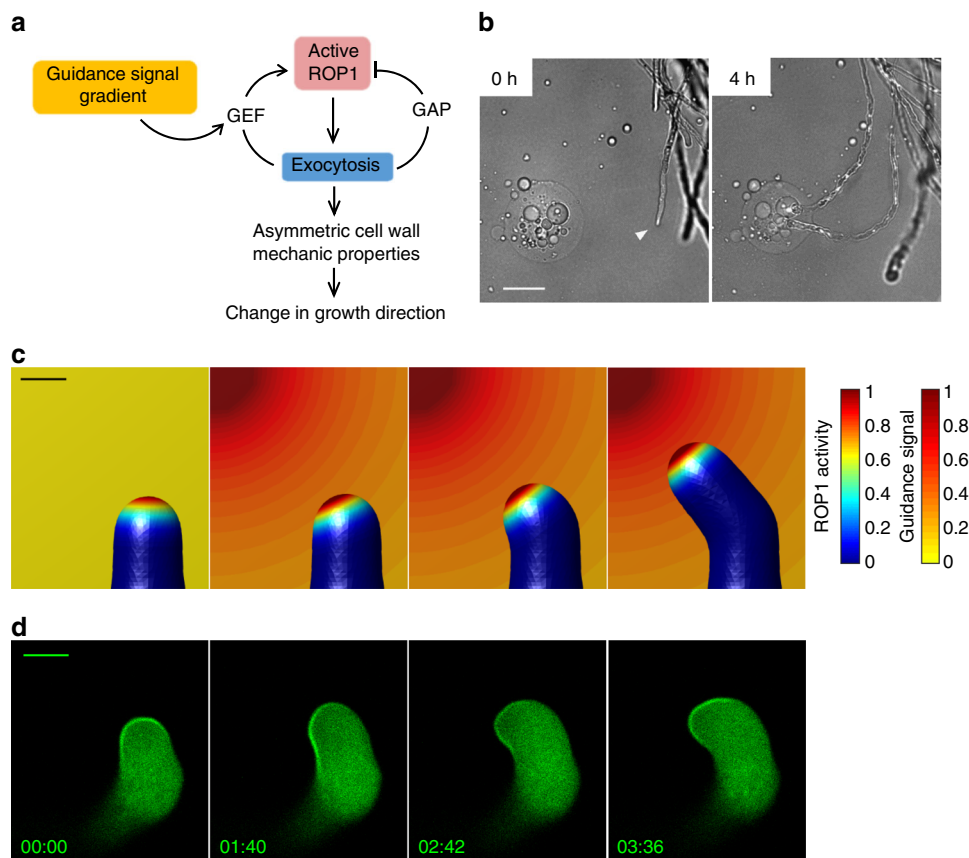 a
Guidance signal
gradient
GEF
Active
ROP1
GAP
Exocytosis
Asymmetric cell wall
mechanic properties
Change in growth direction
b
0 h
4 h
c
ROP1 activity
1
0.8
0.6
0.4
0.2
0
Guidance signal
1
0.8
0.6
0.4
0.2
0
d
00:00
01:40
02:42
03:36